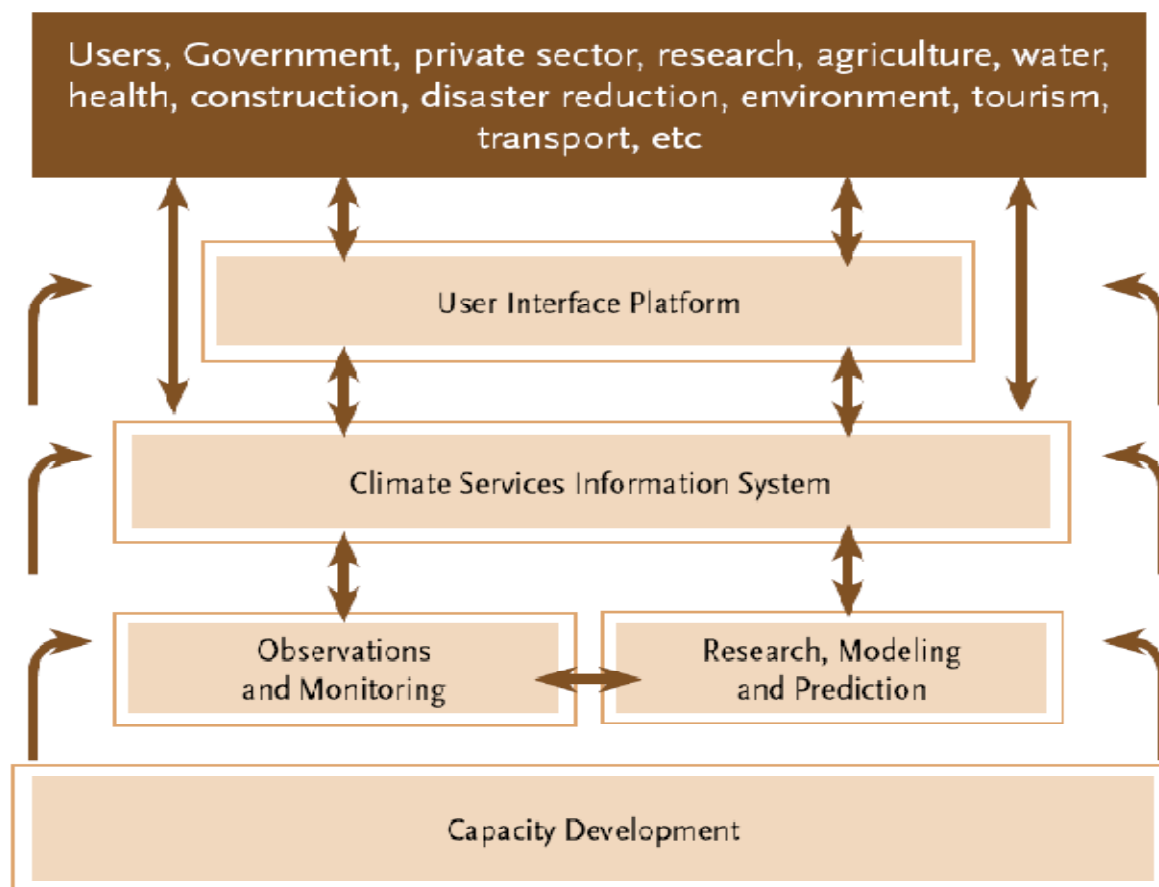 Users, Government, private sector, research, agriculture, water,
health, construction, disaster reduction, environment, tourism,
transport, etc
User Interface Platform
Climate Services Information System
Observations
and Monitoring
Research, Modeling
and Prediction
Capacity Development